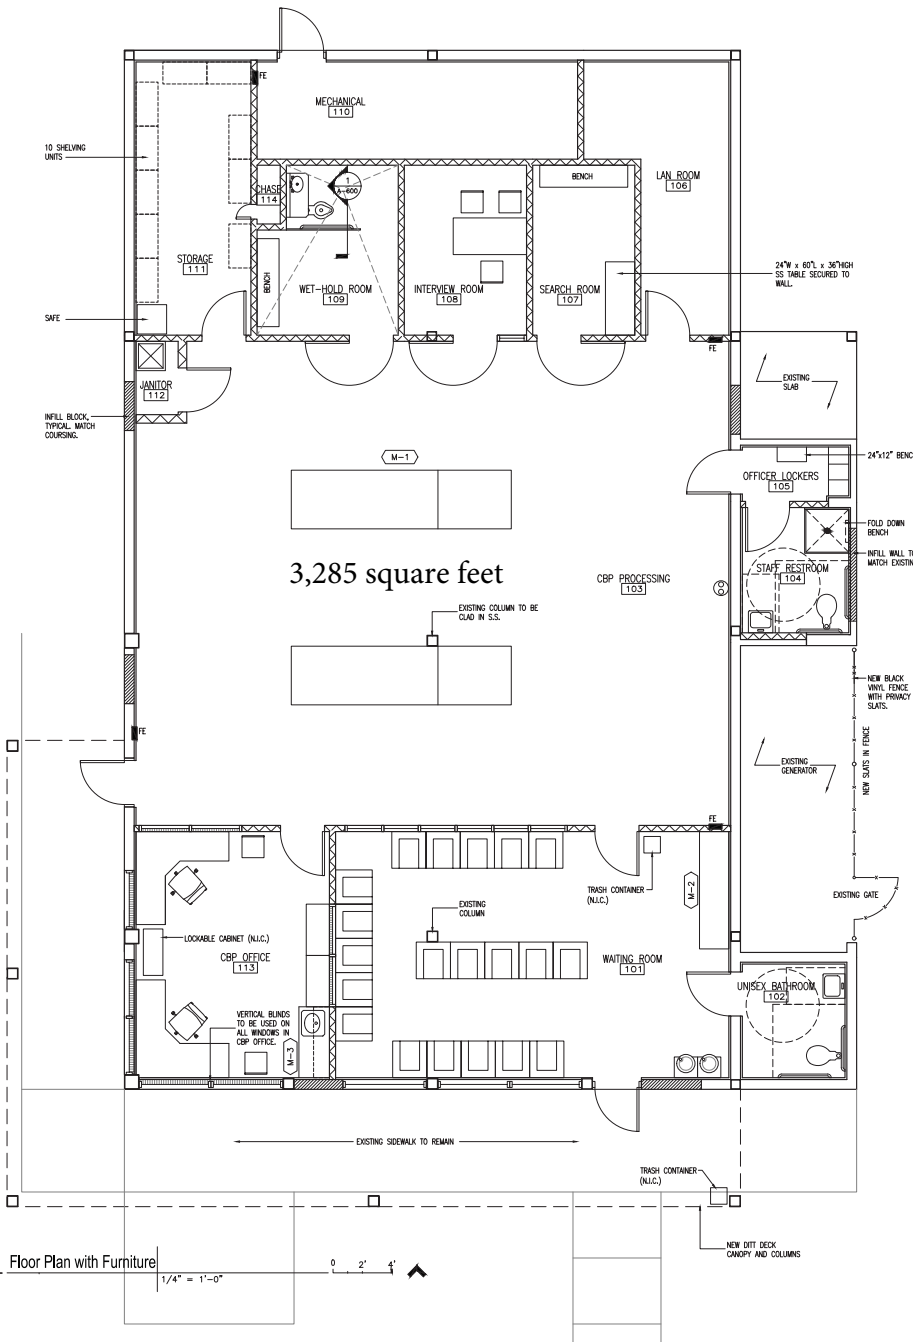 FE
MECHANICAL
110
10 SHELVING
UNITS
BENCH
LAN ROOM
106
1
A-600
CHASE
114
STORAGE
111
BENCH
WET-HOLD ROOM
109
INTERVIEW ROOM
108
SEARCH ROOM
107
24"W x 60"L x 36"HIGH
SS TABLE SECURED TO
WALL.
SAFE
FE
JANITOR
112
EXISTING
SLAB
INFILL BLOCK,
TYPICAL. MATCH
COURSING.
M-1
24"x12" BENC
OFFICER LOCKERS
105
FOLD DOWN
BENCH
INFILL WALL TO
MATCH EXISTIN
STAFF RESTROOM
104
3,285 square feet
CBP PROCESSING
103
EXISTING COLUMN TO BE
CLAD IN S.S.
NEW BLACK
VINYL FENCE
WITH PRIVACY
SLATS.
FE
NEW SLATS IN FENCE
EXISTING
GENERATOR
FE
TRASH CONTAINER
(N.I.C.)
M-2
EXISTING GATE
EXISTING
COLUMN
LOCKABLE CABINET (N.I.C.)
CBP OFFICE
113
WAITING ROOM
101
UNISEX BATHROOM
102
VERTICAL BLINDS
TO BE USED ON
ALL WINDOWS IN
CBP OFFICE.
M-3
EXISTING SIDEWALK TO REMAIN
TRASH CONTAINER
(N.I.C.)
NEW DITT DECK
CANOPY AND COLUMNS
Floor Plan with Furniture
1/4" = 1'-0"
0 2' 4'